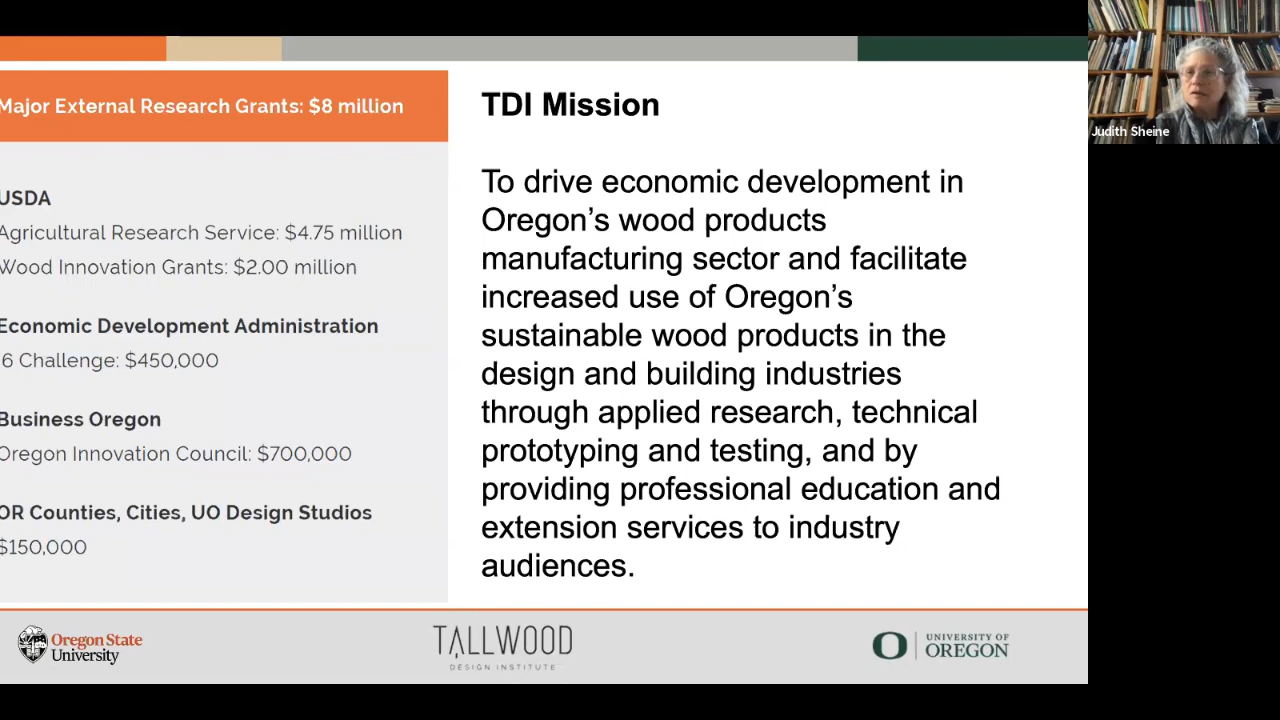 Major External Research Grants: $8 million
USDA
Agricultural Research Service: $4.75 million
Wood Innovation Grants: $2.00 million
Economic Development Administration
i6 Challenge: $450,000
Business Oregon
Oregon Innovation Council: $700,000
OR Counties, Cities, UO Design Studios
$150,000
TDI Mission
To drive economic development in
Oregon’s wood products
manufacturing sector and facilitate
increased use of Oregon’s
sustainable wood products in the
design and building industries
through applied research, technical
prototyping and testing, and by
providing professional education and
extension services to industry
audiences.
Oregon State
University
TALLWOOD
DESIGN INSTITUTE
O
UNIVERSITY OF
OREGON
Judith Sheine